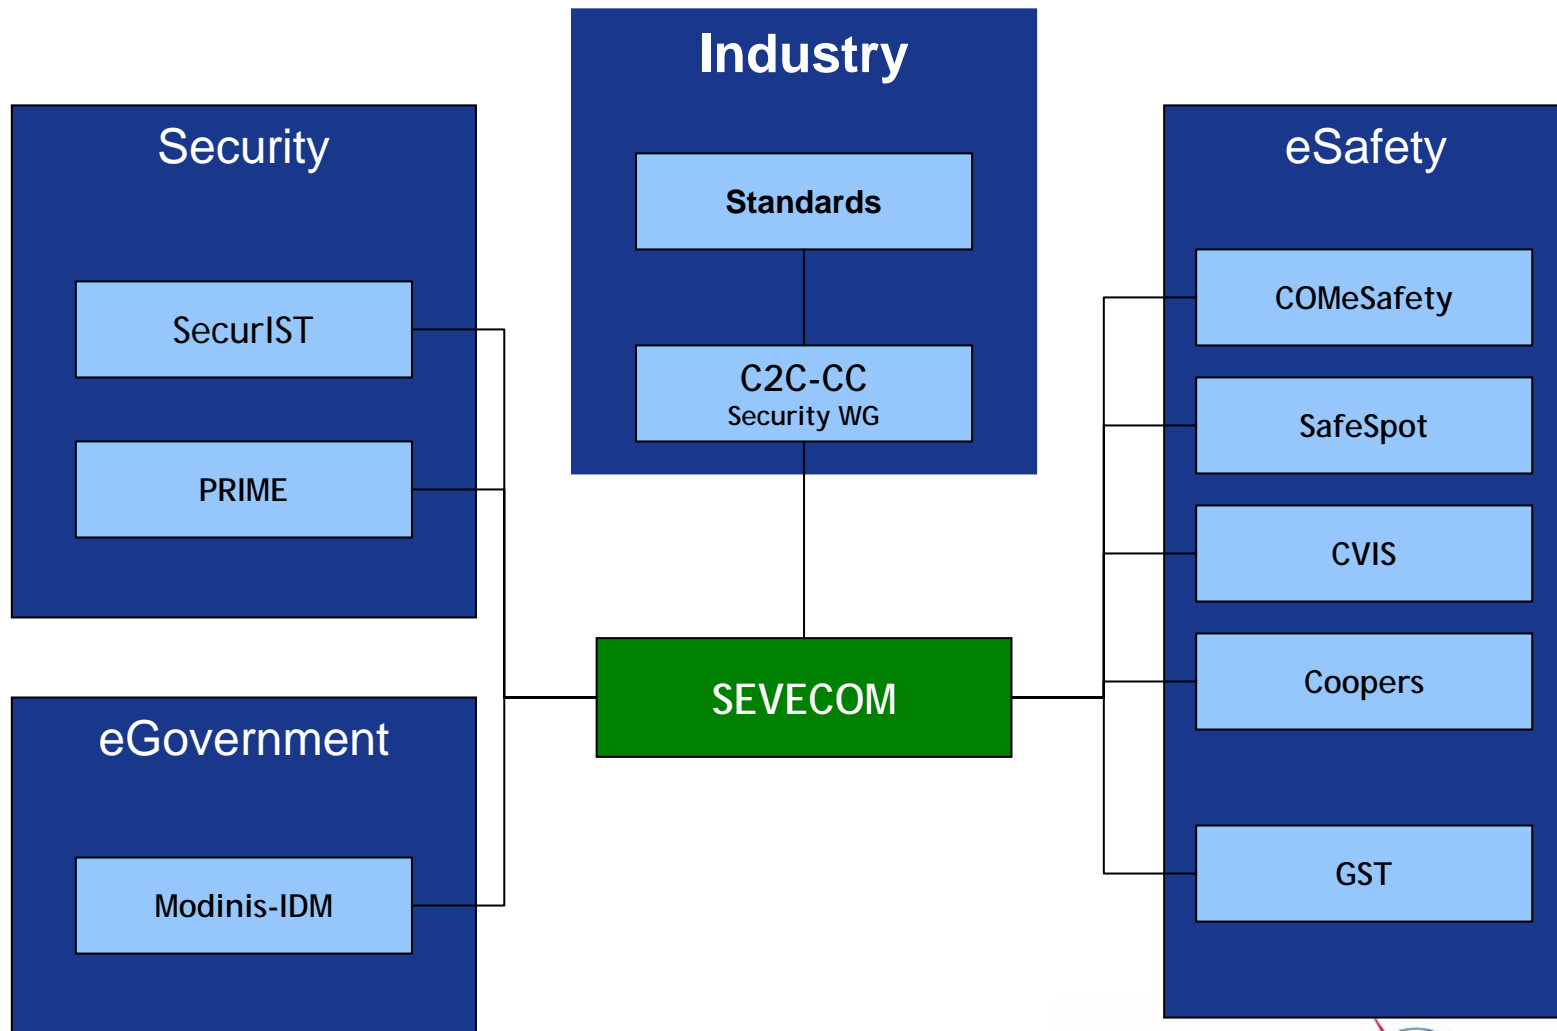 Industry
Standards
C2C-CC
Security WG
Security
SecurIST
PRIME
eGovernment
Modinis-IDM
SEVECOM
eSafety
COMeSafety
SafeSpot
CVIS
Coopers
GST